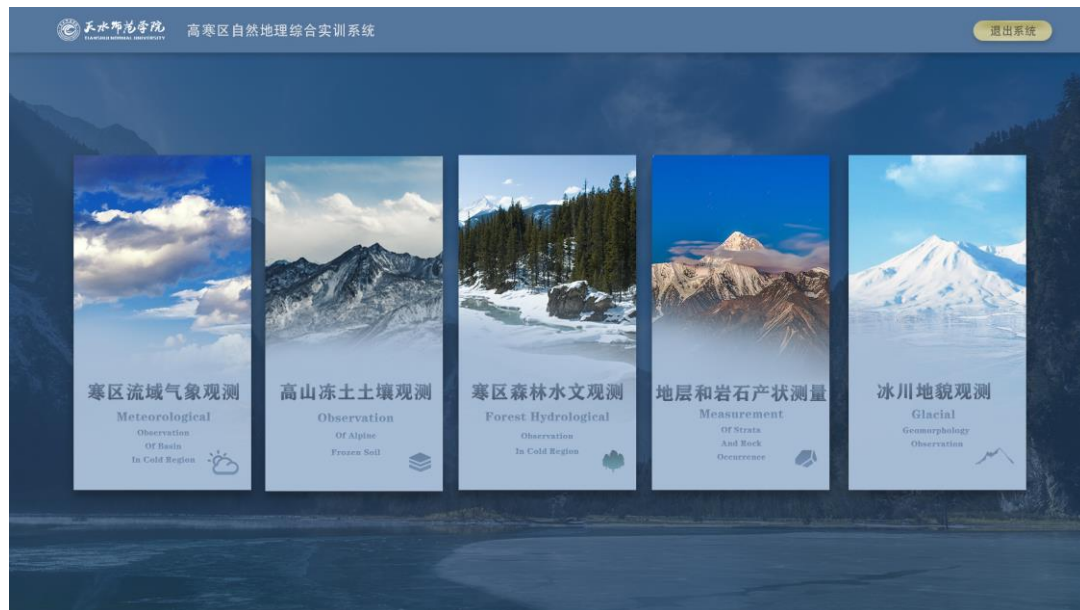 天水师范学院
TIANSHUI NORMAL UNIVERSITY
高寒区自然地理综合实训系统
退出系统
寒区流域气象观测
Meteorological
Observation
Of Basin
In Cold Region
高山冻土土壤观测
Observation
Of Alpine
Frozen Soil
寒区森林水文观测
Forest Hydrological
Observation
In Cold Region
地层和岩石产状测量
Measurement
Of Strata
And Rock
Occurrence
冰川地貌观测
Glacial
Geomorphology
Observation